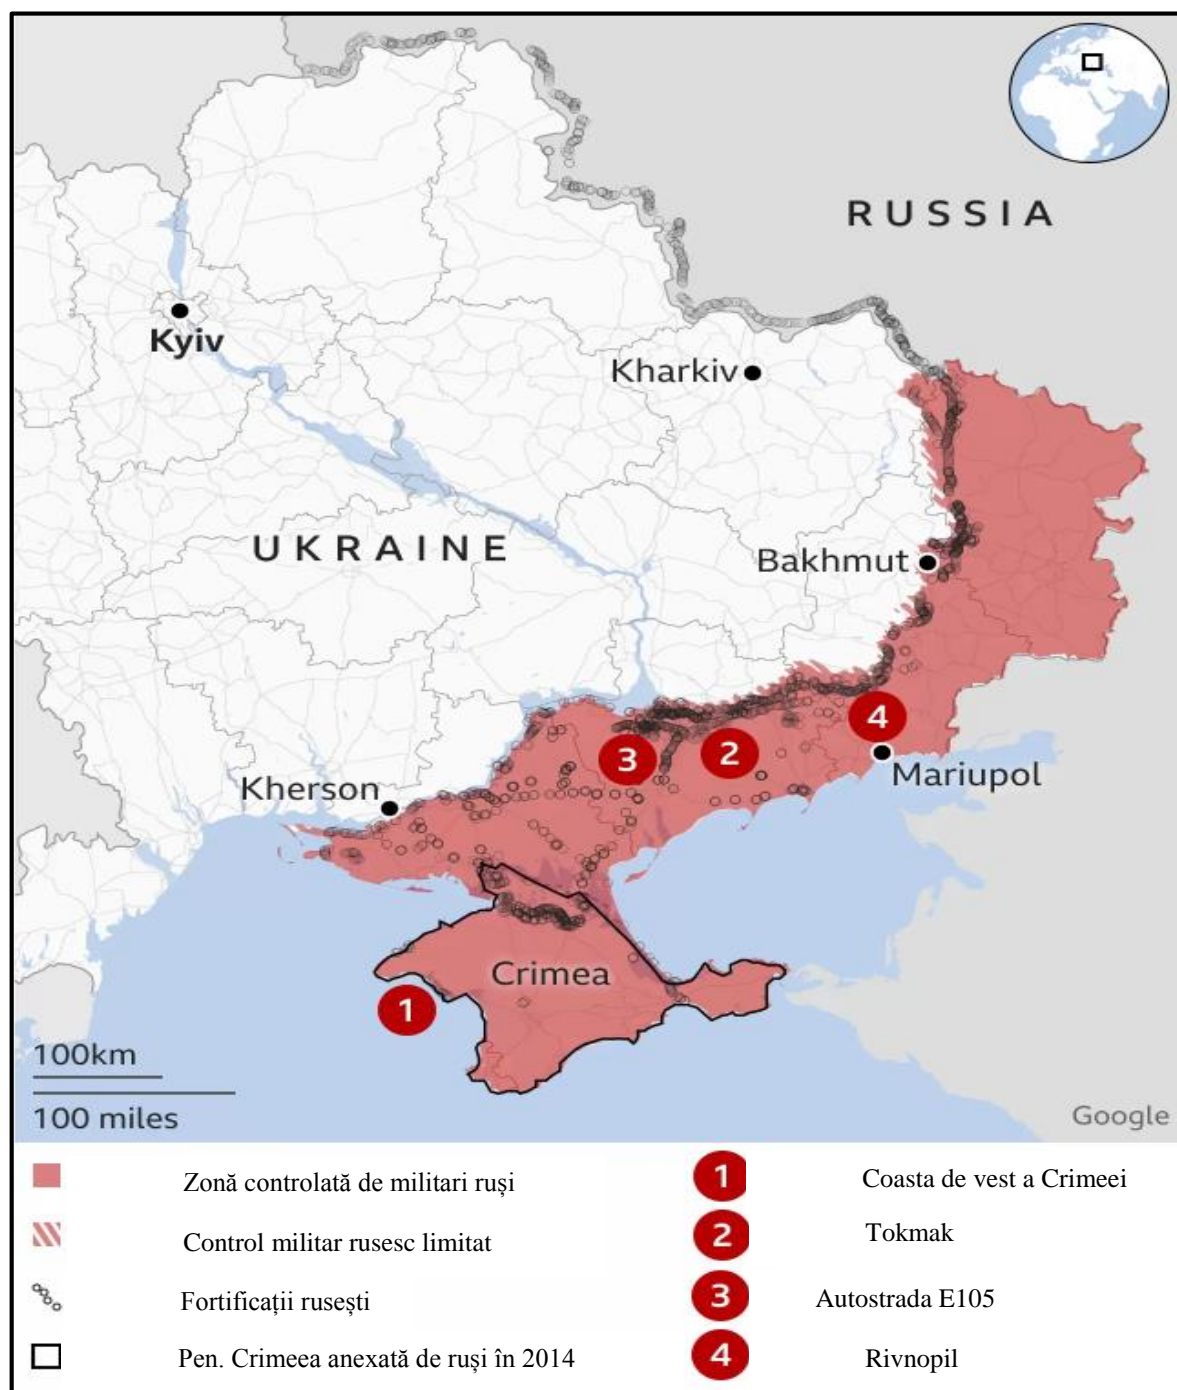 RUSSIA
Kyiv
Kharkiv
UKRAINE
Bakhmut
4
3
2
Mariupol
Kherson
Crimea
1
100km
100 miles
Google
Zonă controlată de militari ruși
1
Coasta de vest a Crimeei
Control militar rusesc limitat
2
Tokmak
Fortificații rusești
3
Autostrada E105
Pen. Crimeea anexată de ruși în 2014
4
Rivnopil